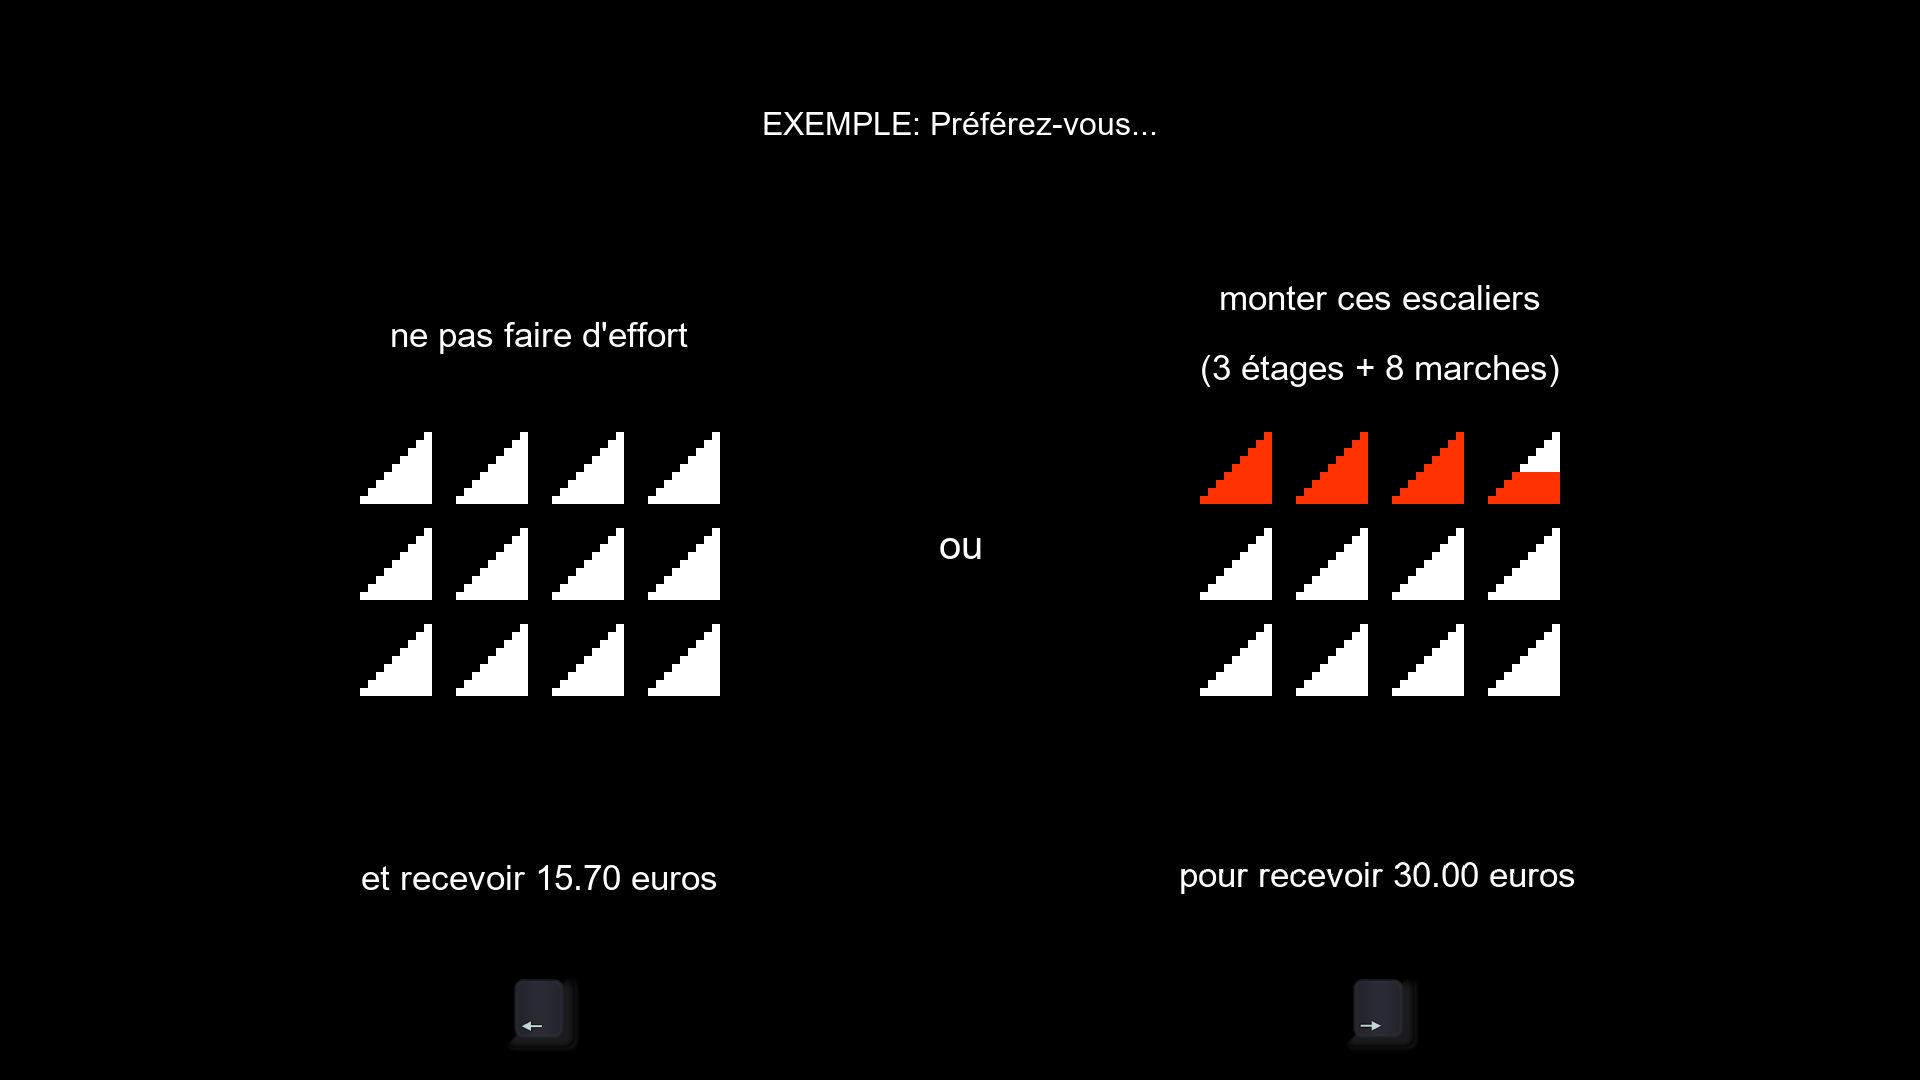 EXEMPLE: Préférez-vous...
ne pas faire d'effort
monter ces escaliers
(3 étages + 8 marches)
ou
et recevoir 15.70 euros
pour recevoir 30.00 euros
←
→